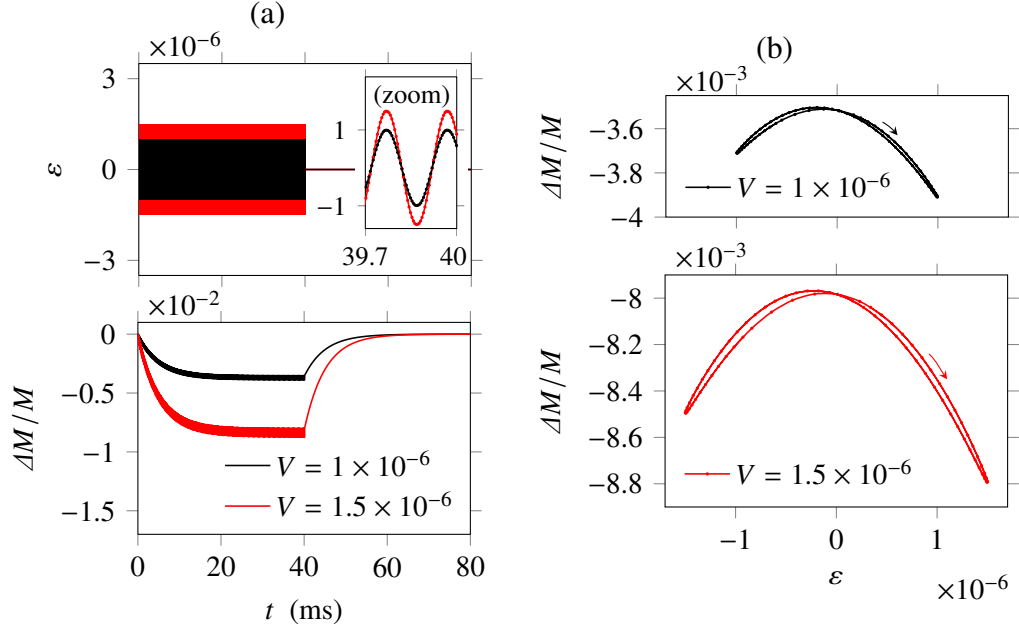 (a)
×10⁻⁶
3
0
−3
ε
(zoom)
1
−1
39.7
40
×10⁻²
0
−0.5
−1
−1.5
ΔM/M
V = 1 × 10⁻⁶
V = 1.5 × 10⁻⁶
0
20
40
60
80
t (ms)
(b)
×10⁻³
−3.6
−3.8
−4
ΔM/M
V = 1 × 10⁻⁶
×10⁻³
−8
−8.2
−8.4
−8.6
−8.8
ΔM/M
V = 1.5 × 10⁻⁶
−1
0
1
ε
×10⁻⁶